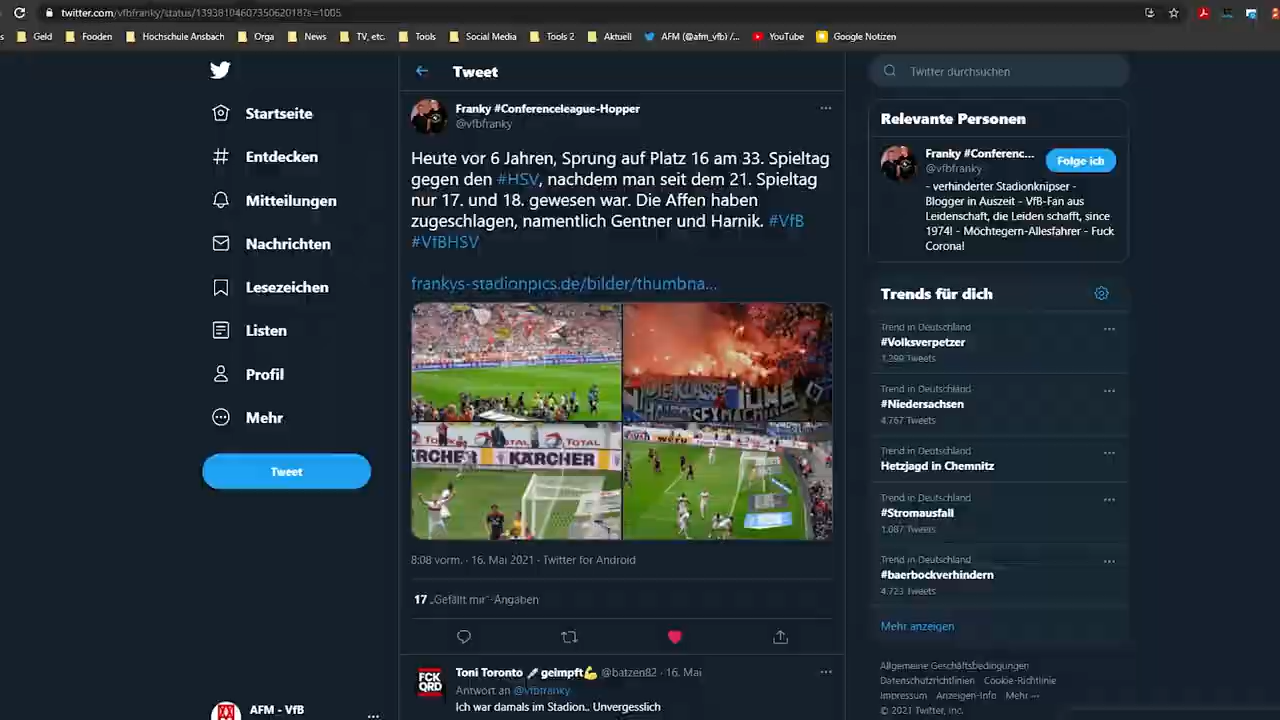 twitter.com/vfbfranky/status/1393810460735062018?s=1005
Geld
Fooden
Hochschule Ansbach
Orga
News
TV, etc.
Tools
Social Media
Tools 2
Aktuell
AFM (@afm_vfb) /...
YouTube
Google Notizen
Startseite
Entdecken
Mitteilungen
Nachrichten
Lesezeichen
Listen
Profil
Mehr
Tweet
AFM - VfB
Tweet
Franky #Conferenceleague-Hopper
@vfbfranky
Heute vor 6 Jahren, Sprung auf Platz 16 am 33. Spieltag
gegen den #HSV, nachdem man seit dem 21. Spieltag
nur 17. und 18. gewesen war. Die Affen haben
zugeschlagen, namentlich Gentner und Harnik. #VfB
#VfBHSV
frankys-stadionpics.de/bilder/thumbna...
TOTAL
TOTAL
KÄRCHER
KÄRCHER
8:08 vorm. · 16. Mai 2021 · Twitter for Android
17 „Gefällt mir“-Angaben
Toni Toronto 💉geimpft💪 @batzen82 · 16. Mai
Antwort an @vfbfranky
Ich war damals im Stadion.. Unvergesslich
FCK
QRD
Twitter durchsuchen
Relevante Personen
Franky #Conferenc...
@vfbfranky
Folge ich
- verhinderter Stadionknipser -
Blogger in Auszeit - VfB-Fan aus
Leidenschaft, die Leiden schafft, since
1974! - Möchtegern-Allesfahrer - Fuck
Corona!
Trends für dich
Trend in Deutschland
#Volksverpetzer
1.299 Tweets
Trend in Deutschland
#Niedersachsen
4.767 Tweets
Trend in Deutschland
Hetzjagd in Chemnitz
Trend in Deutschland
#Stromausfall
1.087 Tweets
Trend in Deutschland
#baerbockverhindern
4.723 Tweets
Mehr anzeigen
Allgemeine Geschäftsbedingungen
Datenschutzrichtlinien Cookie-Richtlinie
Impressum Anzeigen-Info Mehr ···
© 2021 Twitter, Inc.